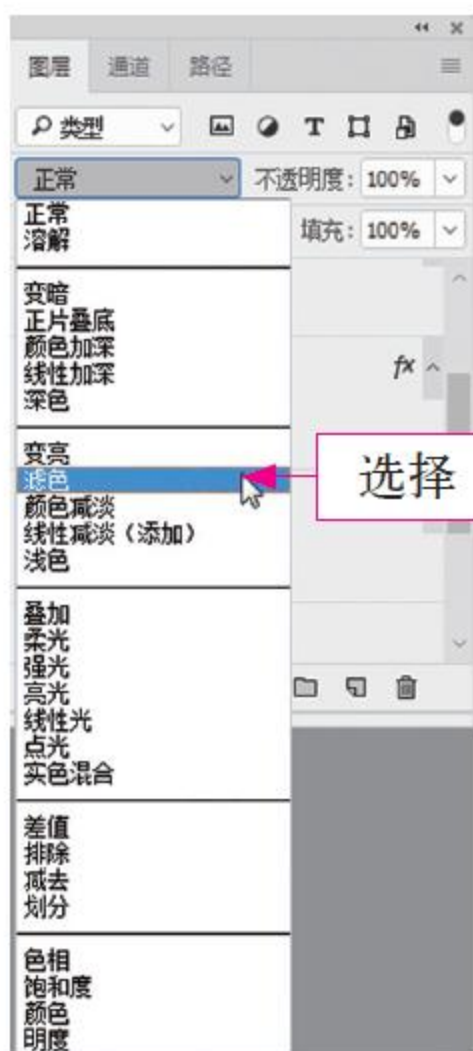 图层 通道 路径
类型 T
正常 不透明度: 100%
填充: 100%
正常
溶解
变暗
正片叠底
颜色加深
线性加深
深色
fx
变亮
滤色
选择
颜色减淡
线性减淡（添加）
浅色
叠加
柔光
强光
亮光
线性光
点光
实色混合
差值
排除
减去
划分
色相
饱和度
颜色
明度